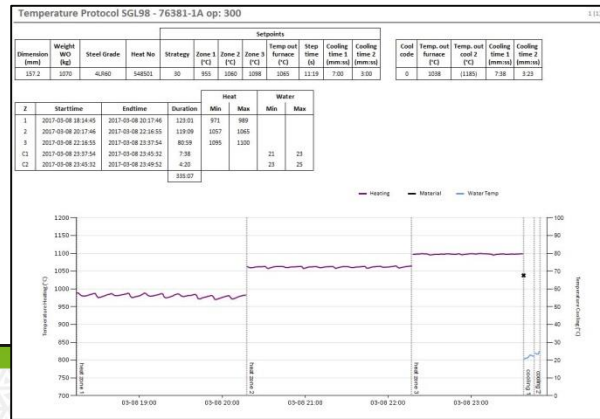 Temperature Protocol SGL98 - 76381-1A op: 300
Setpoints
Dimension (mm) Weight WO (kg) Steel Grade Heat No Strategy Zone 1 (°C) Zone 2 (°C) Zone 3 (°C) Temp. out furnace (°C) Step time (s) Cooling time 1 (mm:ss) Cooling time 2 (mm:ss) Cool code Temp. out furnace (°C) Temp. out cool 2 (°C) Cooling time 1 (mm:ss) Cooling time 2 (mm:ss)
157.2 1070 4LR60 548501 30 955 1060 1098 1065 11:19 7:00 3:00 0 1038 (1185) 7:38 3:23
Heat Water
Z Starttime Endtime Duration Min Max Min Max
1 2017-03-08 18:14:45 2017-03-08 20:17:46 123:01 971 989
2 2017-03-08 20:17:46 2017-03-08 22:16:55 119:09 1057 1065
3 2017-03-08 22:16:55 2017-03-08 23:37:54 80:59 1095 1100
C1 2017-03-08 23:37:54 2017-03-08 23:45:32 7:38 21 23
C2 2017-03-08 23:45:32 2017-03-08 23:49:52 4:20 23 25
335:07
Heating Material Water Temp
Temperature Heating (°C)
1200
1150
1100
1050
1000
950
900
850
800
750
700
heat zone 1
heat zone 2
heat zone 3
cooling 1
cooling 2
100
90
80
70
60
50
40
30
20
10
0
Temperature Cooling (°C)
03-08 19:00 03-08 20:00 03-08 21:00 03-08 22:00 03-08 23:00